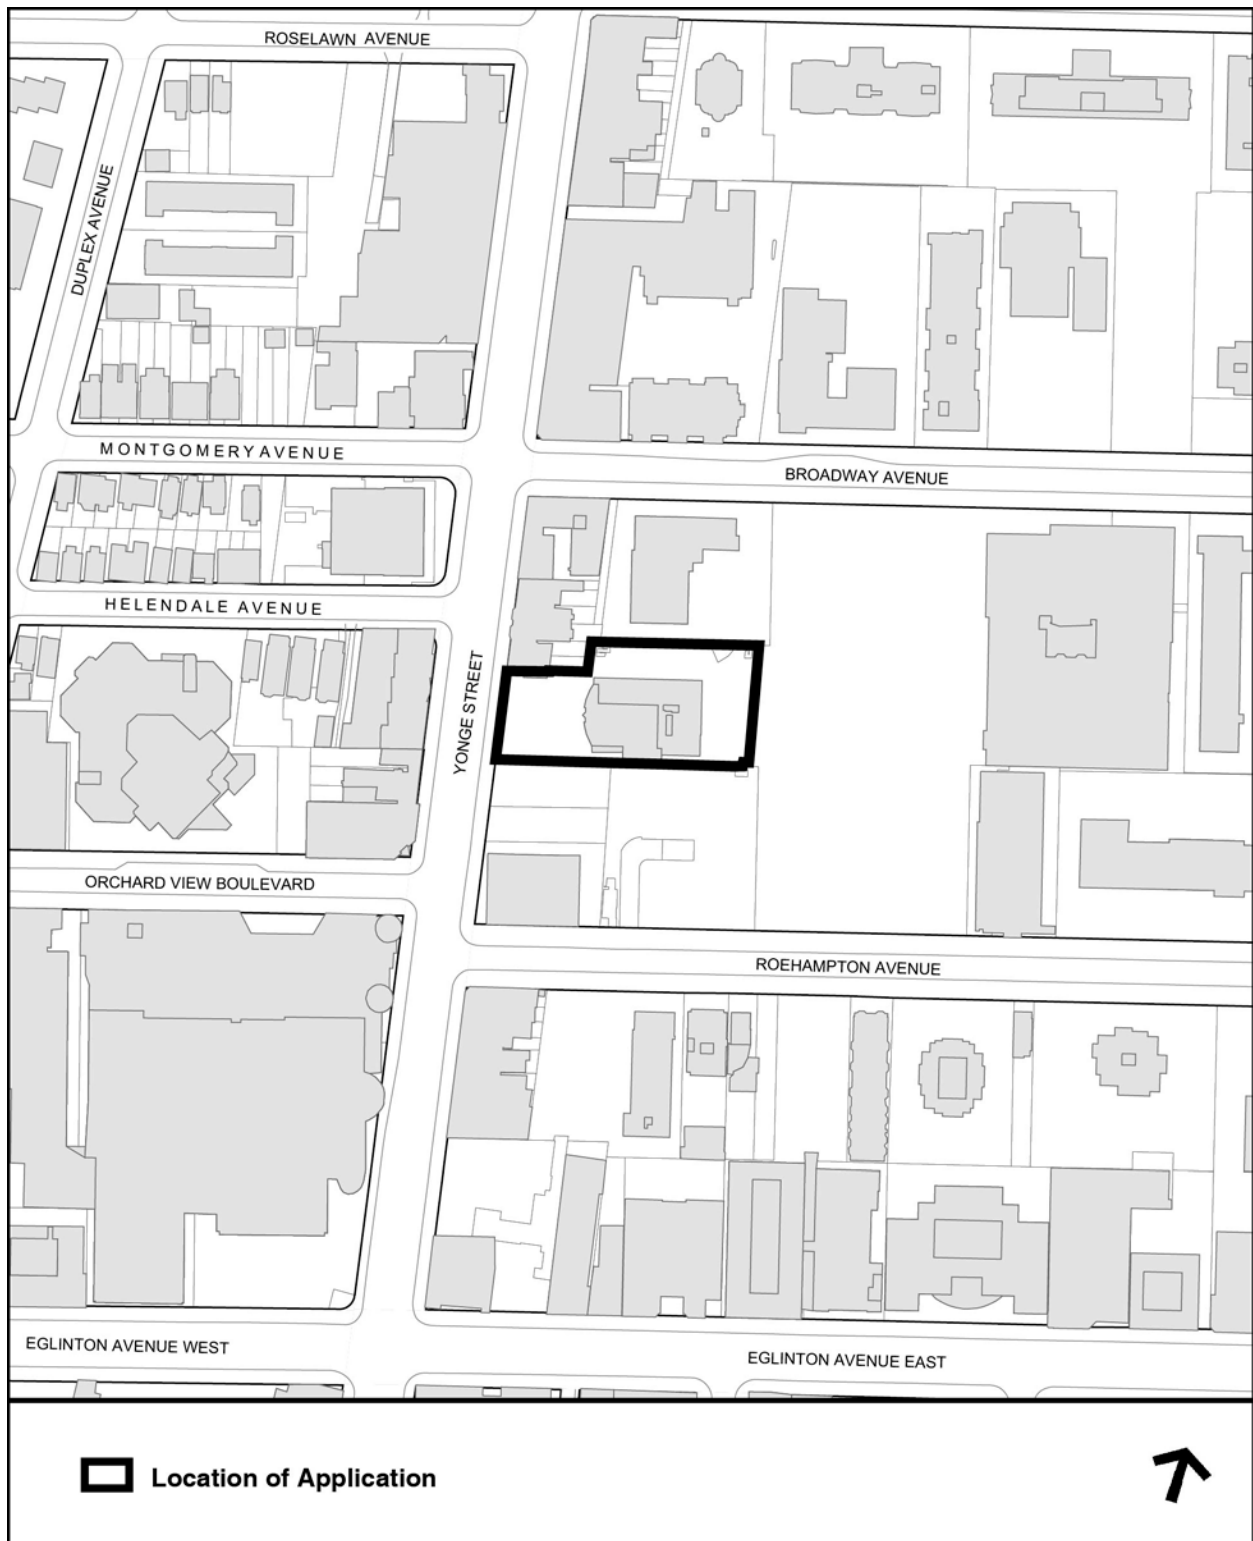 ROSELAWN AVENUE
DUPLEX AVENUE
MONTGOMERY AVENUE
BROADWAY AVENUE
HELENDALE AVENUE
YONGE STREET
ORCHARD VIEW BOULEVARD
ROEHAMPTON AVENUE
EGLINTON AVENUE WEST
EGLINTON AVENUE EAST
Location of Application